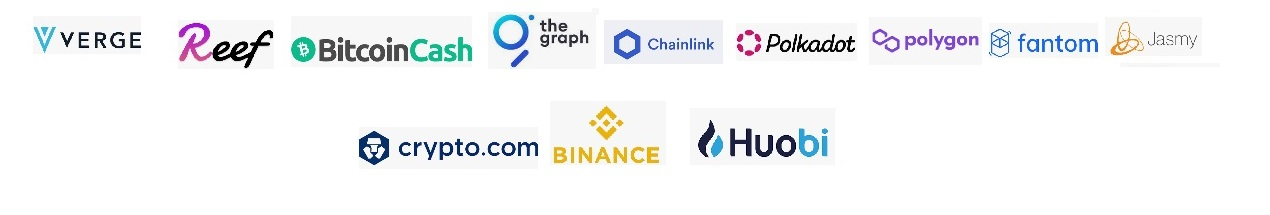 VERGE Reef BitcoinCash the graph Chainlink Polkadot polygon fantom Jasmy
crypto.com BINANCE Huobi